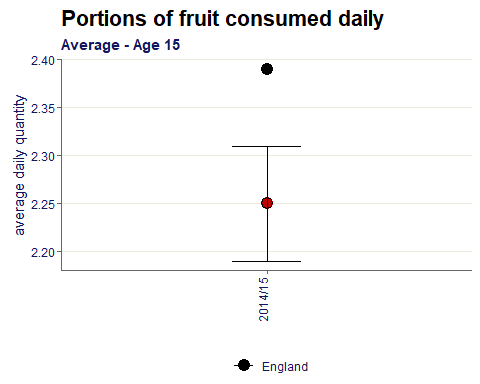 Portions of fruit consumed daily
Average - Age 15
average daily quantity
2.40
2.35
2.30
2.25
2.20
2014/15
England